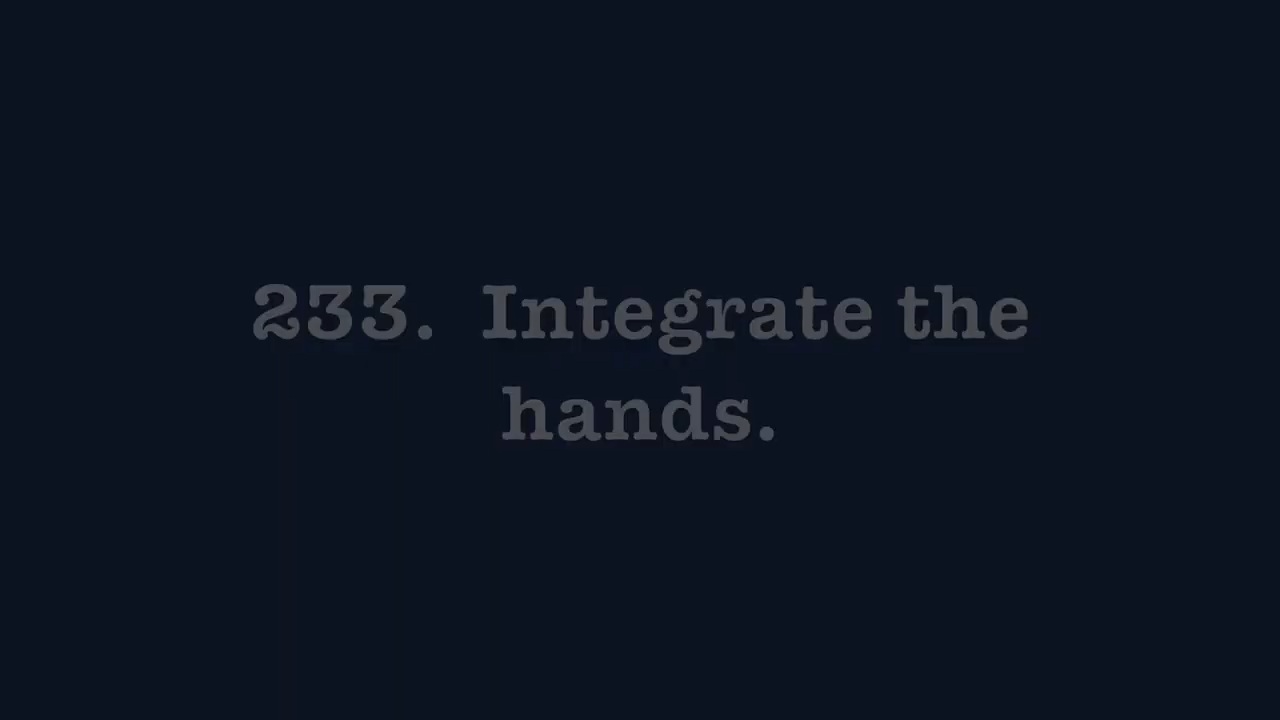 233. Integrate the
hands.